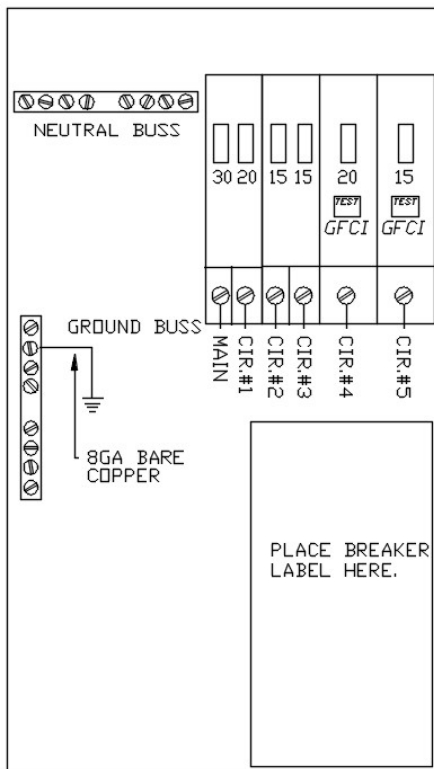 NEUTRAL BUSS
30 20 15 15 20 15
TEST TEST
GFCI GFCI
GROUND BUSS
MAIN
CIR.#1
CIR.#2
CIR.#3
CIR.#4
CIR.#5
8GA BARE
COPPER
PLACE BREAKER
LABEL HERE.